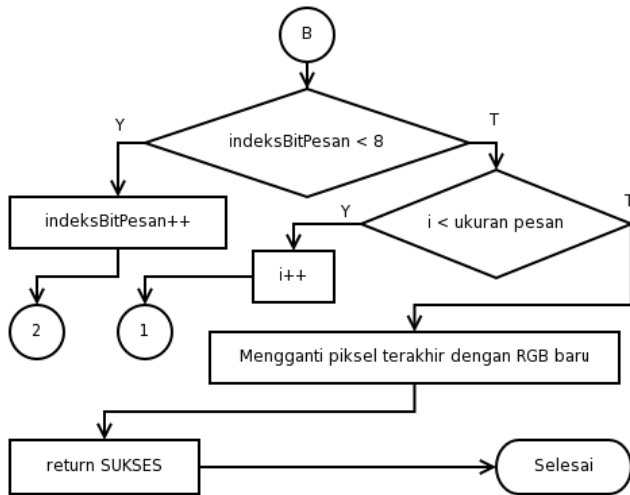 B
Y
T
indeksBitPesan < 8
indeksBitPesan++
Y
T
i < ukuran pesan
i++
2
1
Mengganti piksel terakhir dengan RGB baru
return SUKSES
Selesai